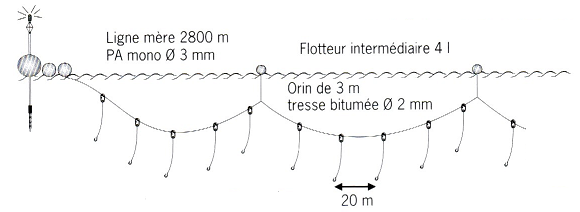 Ligne mère 2800 m
PA mono Ø 3 mm
Flotteur intermédiaire 4 l
Orin de 3 m
tresse bitumée Ø 2 mm
20 m